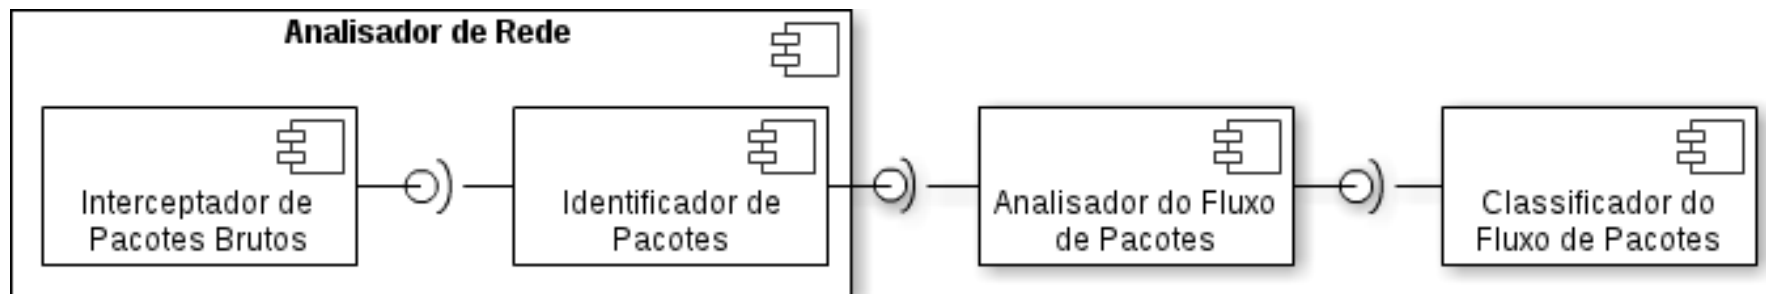 Analisador de Rede
Interceptador de
Pacotes Brutos
Identificador de
Pacotes
Analisador do Fluxo
de Pacotes
Classificador do
Fluxo de Pacotes